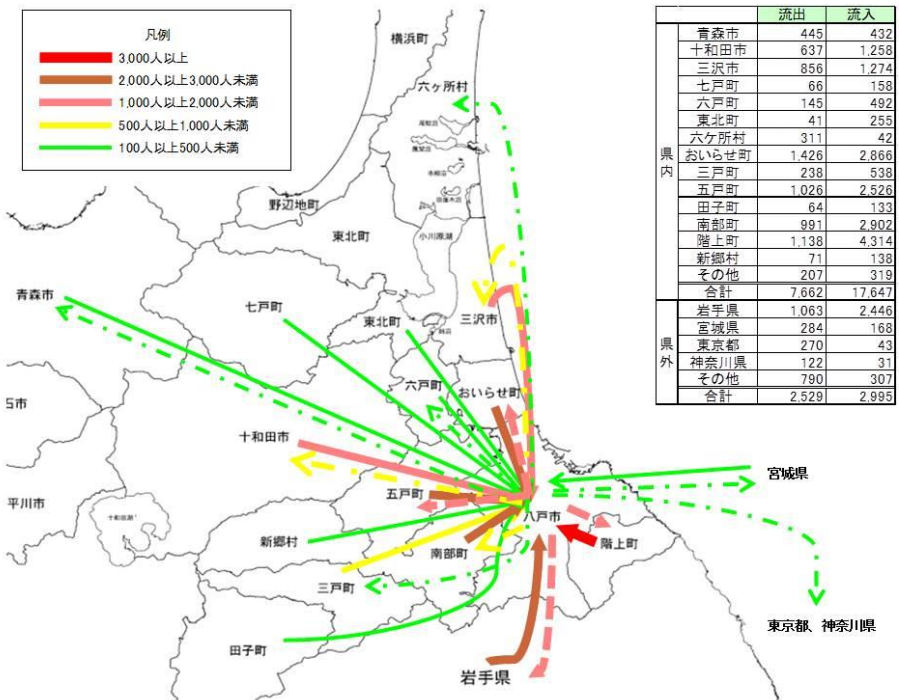 凡例
3,000人以上
2,000人以上3,000人未満
1,000人以上2,000人未満
500人以上1,000人未満
100人以上500人未満
流出 流入
県内
青森市 445 432
十和田市 637 1,258
三沢市 856 1,274
七戸町 66 158
六戸町 145 492
東北町 41 255
六ケ所村 311 42
おいらせ町 1,426 2,866
三戸町 238 538
五戸町 1,026 2,526
田子町 64 133
南部町 991 2,902
階上町 1,138 4,314
新郷村 71 138
その他 207 319
合計 7,662 17,647
県外
岩手県 1,063 2,446
宮城県 284 168
東京都 270 43
神奈川県 122 31
その他 790 307
合計 2,529 2,995
横浜町
六ヶ所村
野辺地町
東北町
小川原湖
青森市
七戸町
東北町
三沢市
六戸町
おいらせ町
石市
十和田市
宮城県
平川市
十和田湖
五戸町
八戸市
新郷村
南部町
階上町
三戸町
東京都、神奈川県
田子町
岩手県